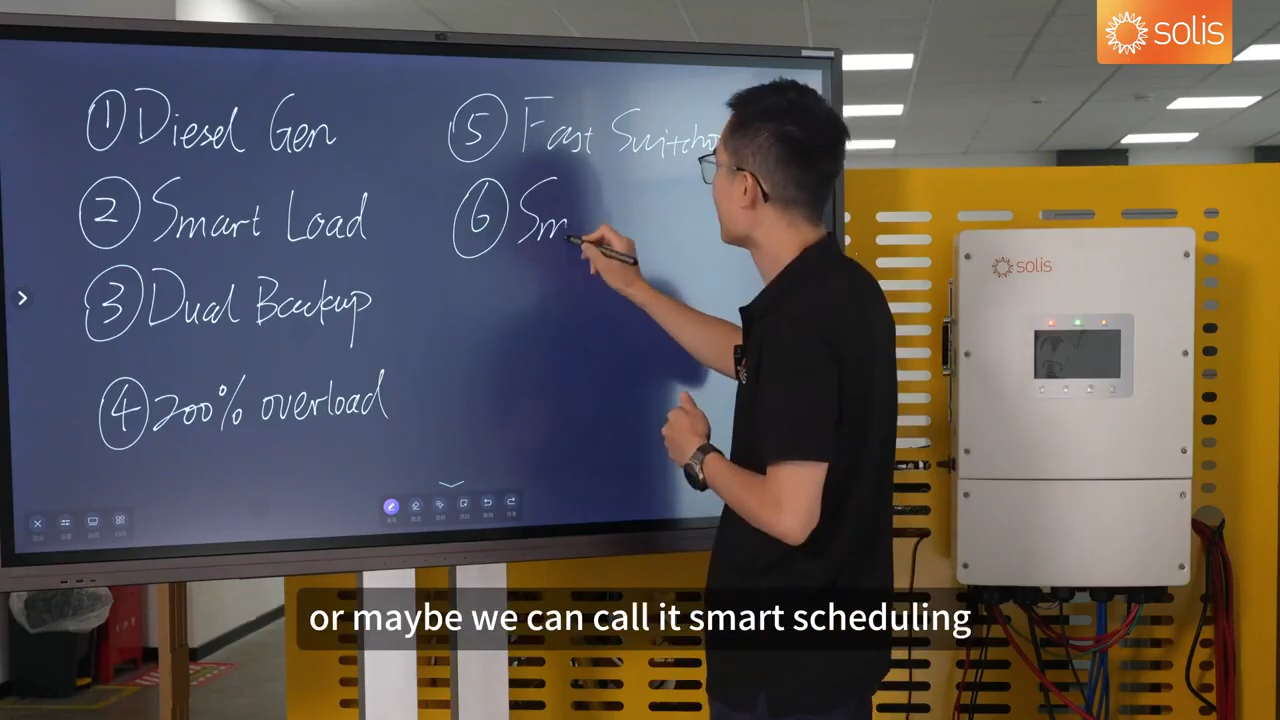 solis
① Diesel Gen
② Smart Load
③ Dual Backup
④ 200% overload
⑤ Fast Switchin
⑥ Sm
solis
or maybe we can call it smart scheduling